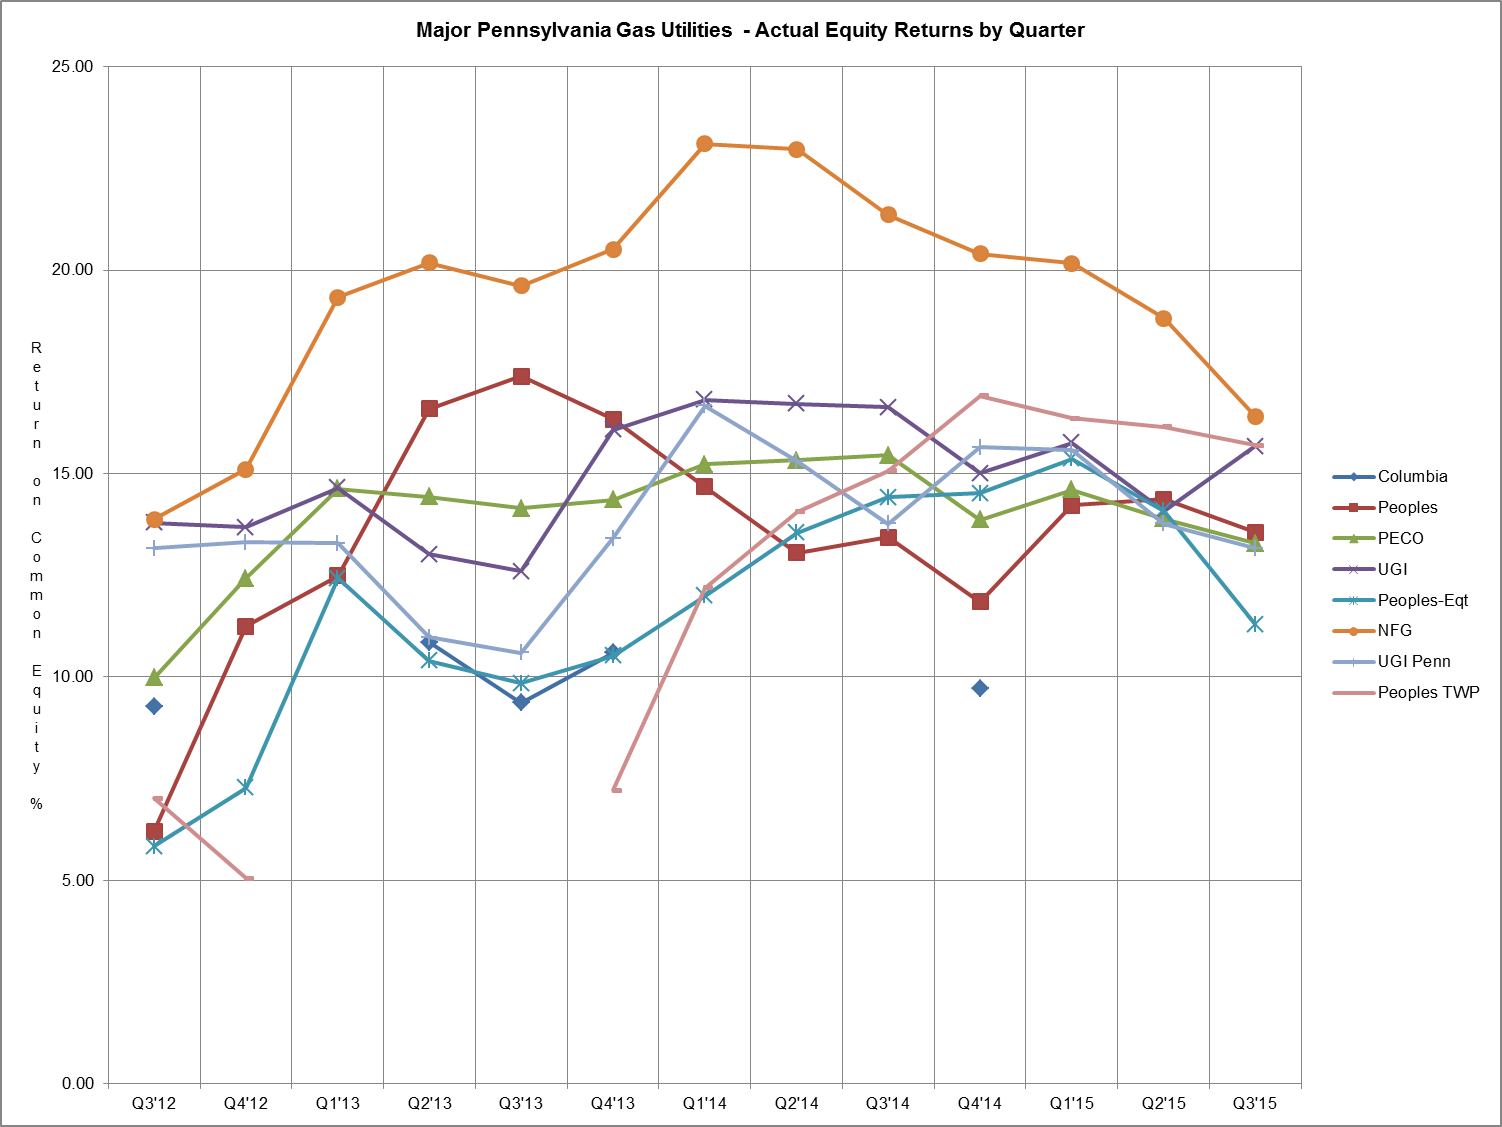 Major Pennsylvania Gas Utilities  - Actual Equity Returns by Quarter
25.00
20.00
15.00
10.00
5.00
0.00
Return on Common Equity %
Q3'12 Q4'12 Q1'13 Q2'13 Q3'13 Q4'13 Q1'14 Q2'14 Q3'14 Q4'14 Q1'15 Q2'15 Q3'15
Columbia
Peoples
PECO
UGI
Peoples-Eqt
NFG
UGI Penn
Peoples TWP